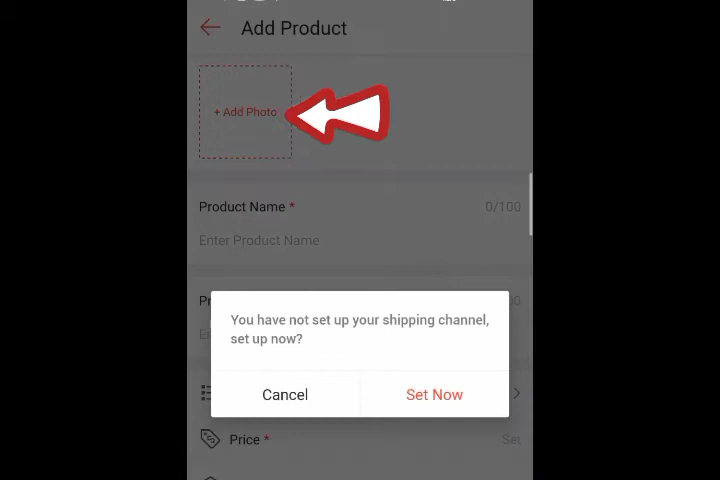 Add Product
+ Add Photo
Product Name *
0/100
Enter Product Name
You have not set up your shipping channel,
set up now?
Cancel
Set Now
Price *
Set